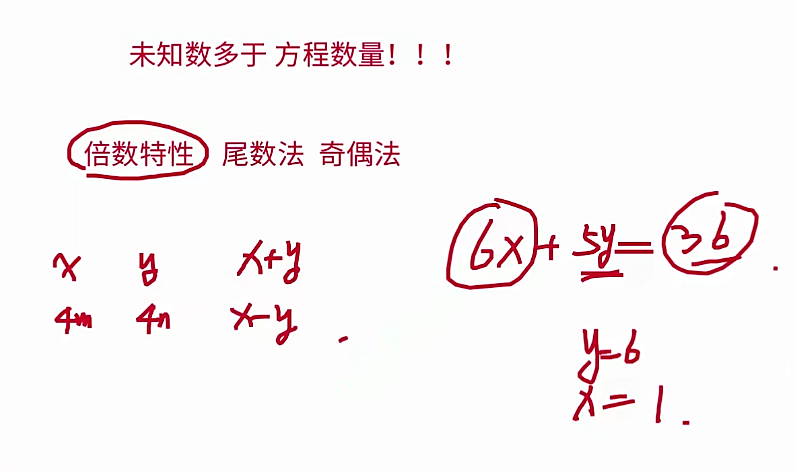 未知数多于 方程数量！！！
倍数特性 尾数法 奇偶法
x y x+y
4m 4n x-y
6x+5y=36
y=6
x=1